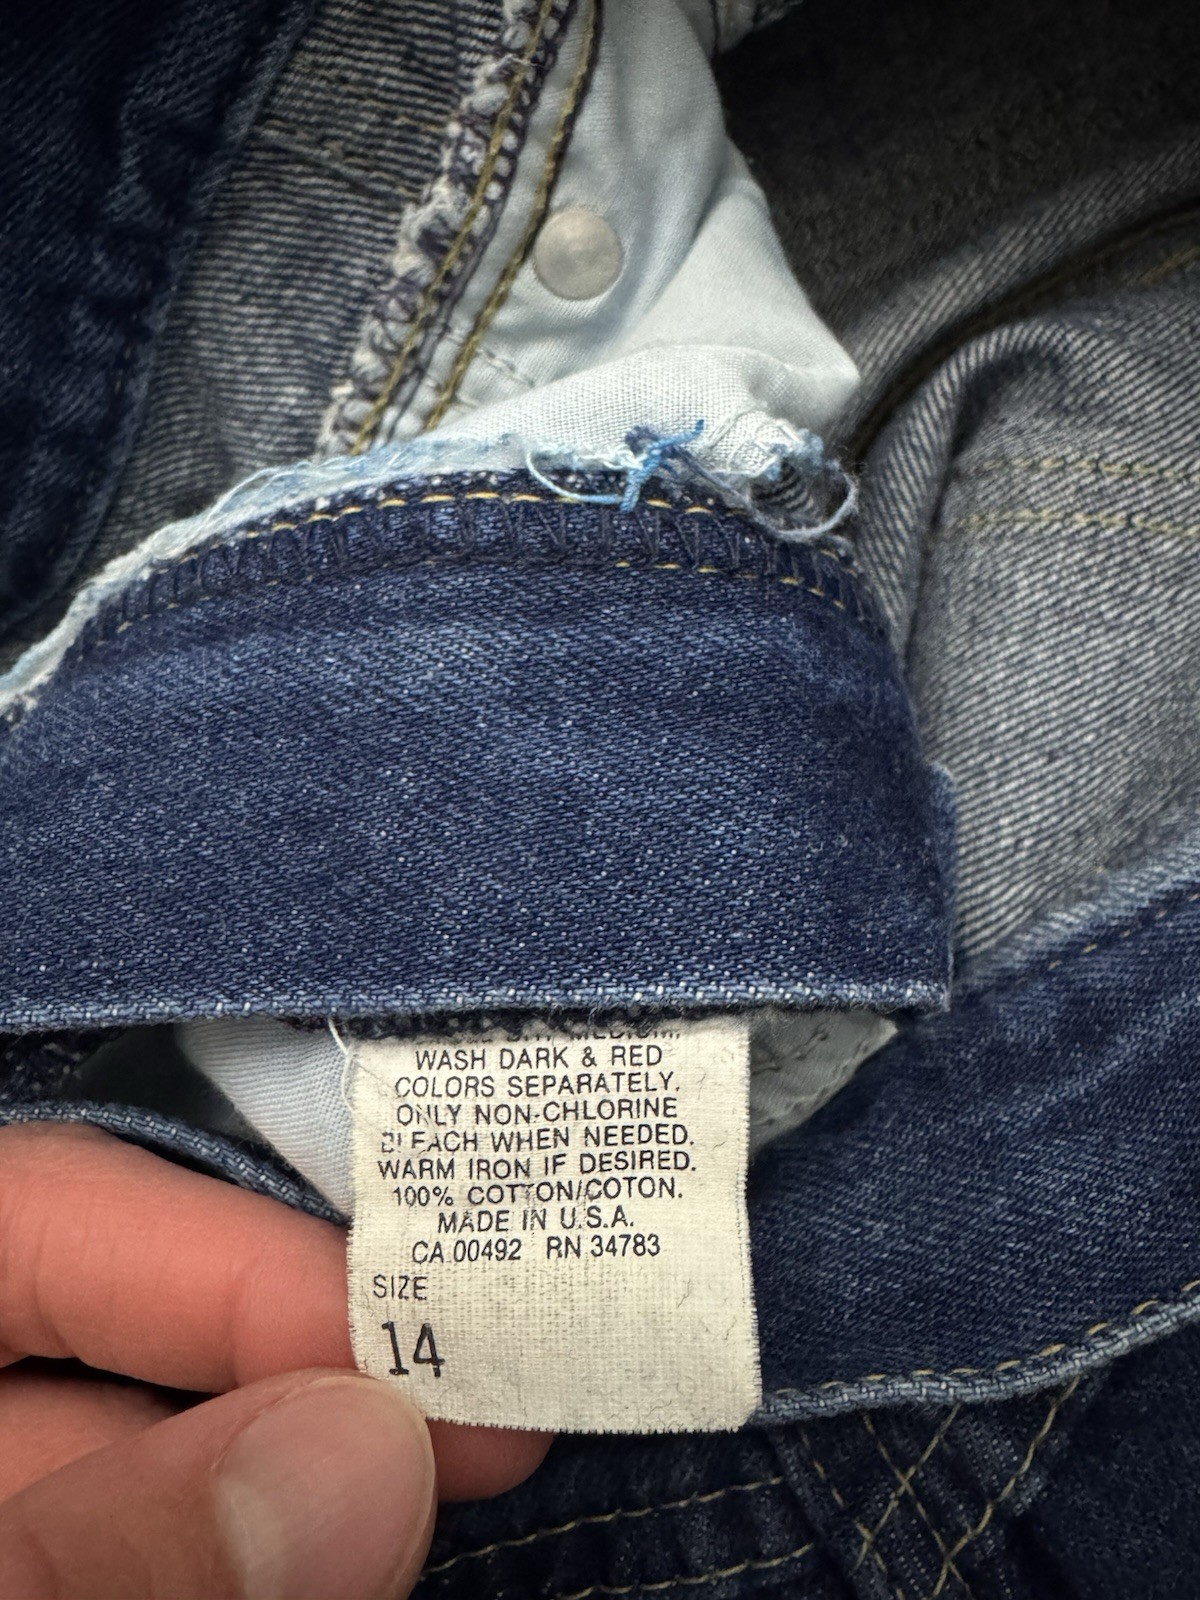 MEDIUM,
WASH DARK & RED
COLORS SEPARATELY.
ONLY NON-CHLORINE
BLEACH WHEN NEEDED.
WARM IRON IF DESIRED.
100% COTTON/COTON.
MADE IN U.S.A.
CA 00492 RN 34783
SIZE
14